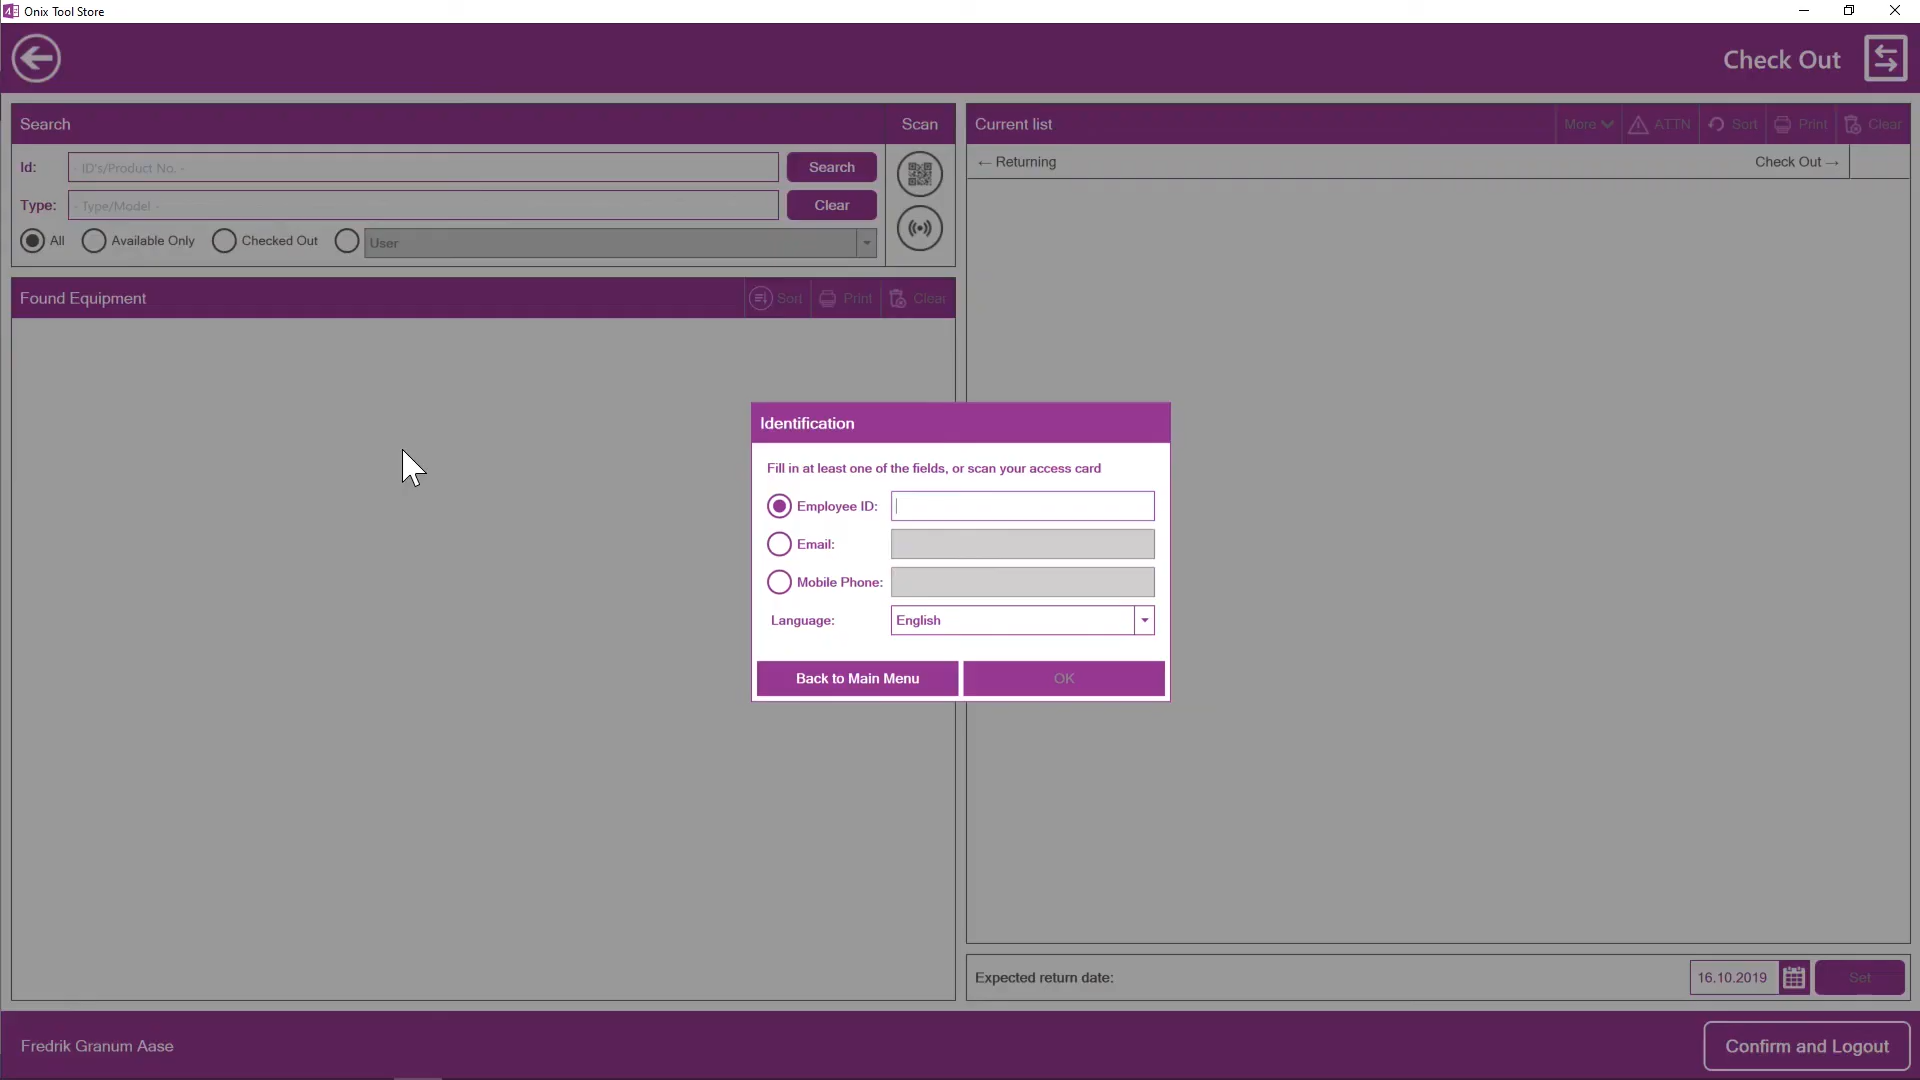 Onix Tool Store
Check Out
Search
Scan
Id:
- ID's/Product No. -
Search
Type:
- Type/Model -
Clear
All
Available Only
Checked Out
User
Found Equipment
Sort
Print
Clear
Current list
More
ATTN
Sort
Print
Clear
← Returning
Check Out →
Identification
Fill in at least one of the fields, or scan your access card
Employee ID:
Email:
Mobile Phone:
Language:
English
Back to Main Menu
OK
Expected return date:
16.10.2019
Set
Fredrik Granum Aase
Confirm and Logout